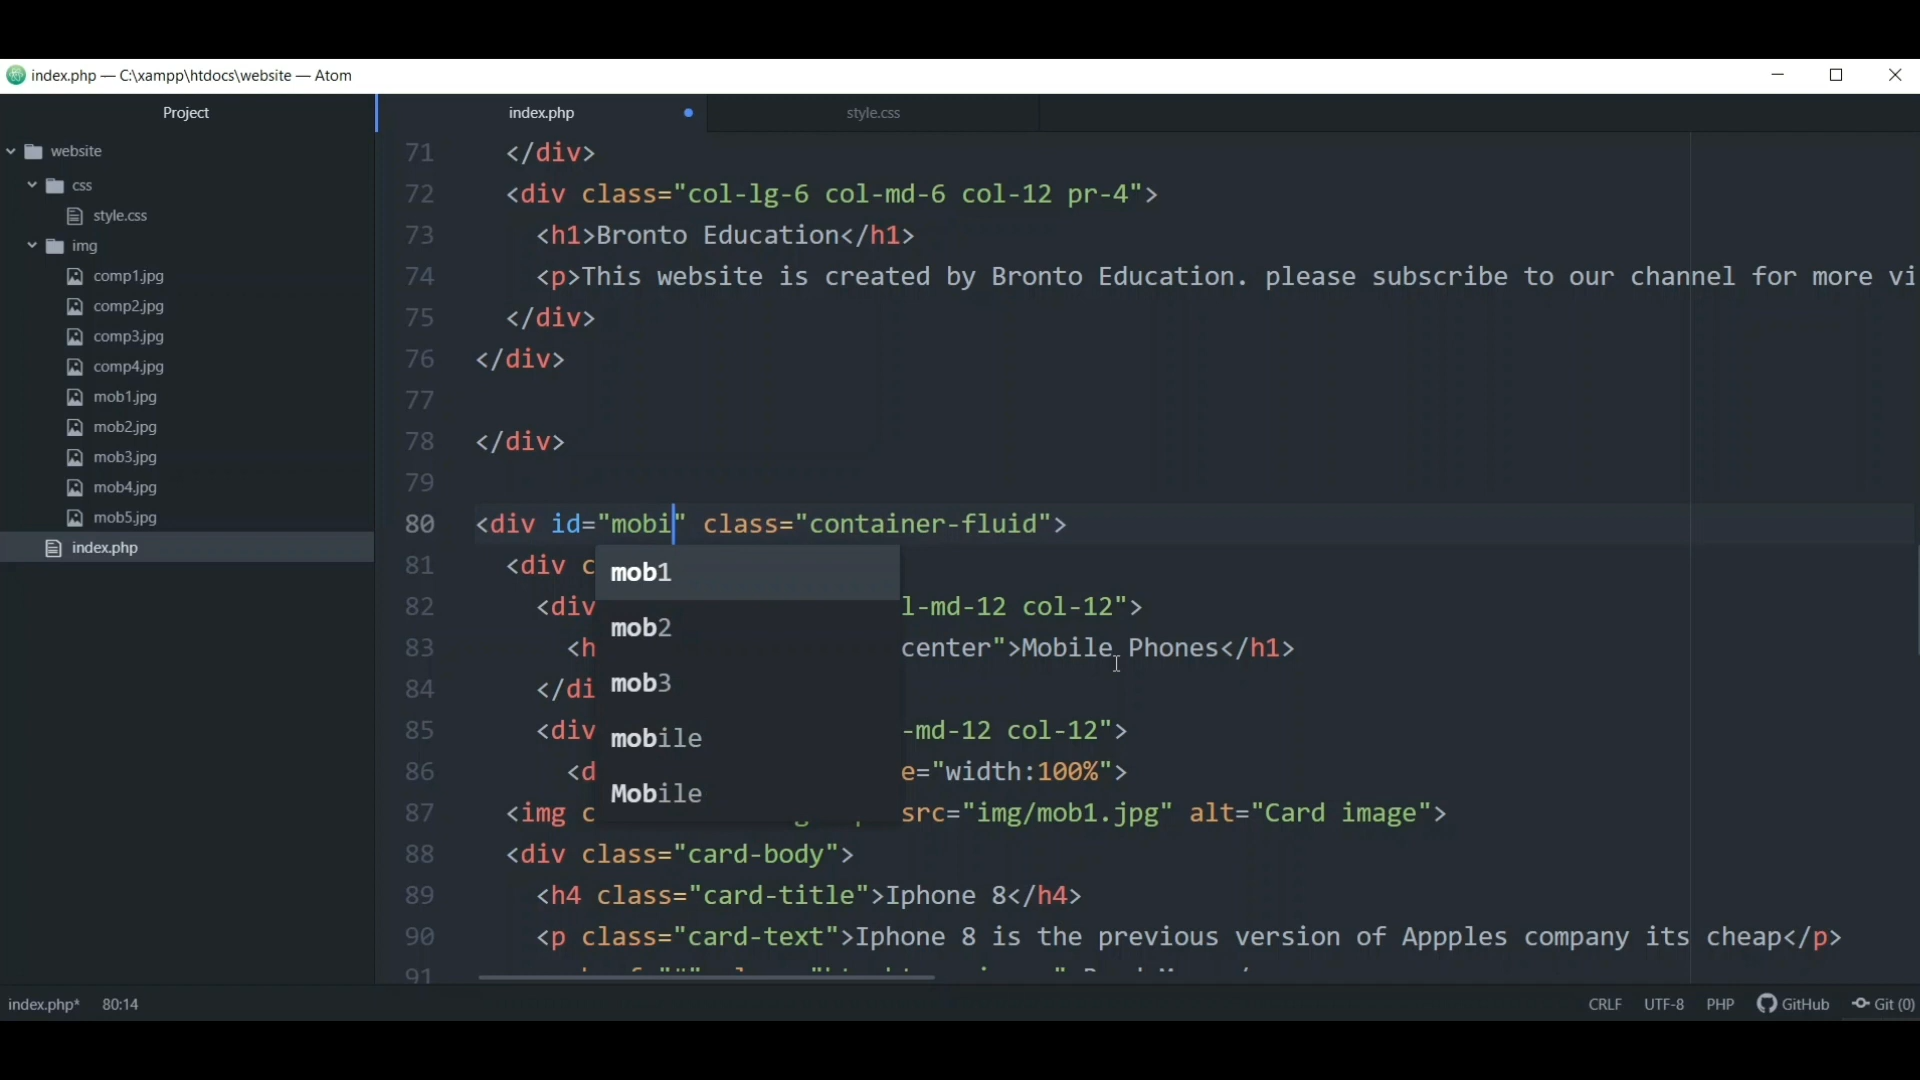 index.php — C:\xampp\htdocs\website — Atom
Project
index.php
style.css
website
css
style.css
img
comp1.jpg
comp2.jpg
comp3.jpg
comp4.jpg
mob1.jpg
mob2.jpg
mob3.jpg
mob4.jpg
mob5.jpg
index.php
71 </div>
72 <div class="col-lg-6 col-md-6 col-12 pr-4">
73 <h1>Bronto Education</h1>
74 <p>This website is created by Bronto Education. please subscribe to our channel for more vi
75 </div>
76 </div>
77
78 </div>
79
80 <div id="mobi" class="container-fluid">
81 <div c
mob1
82 <div l-md-12 col-12">
mob2
83 <h center">Mobile Phones</h1>
84 </di
mob3
85 <div -md-12 col-12">
mobile
86 <d e="width:100%">
Mobile
87 <img c src="img/mob1.jpg" alt="Card image">
88 <div class="card-body">
89 <h4 class="card-title">Iphone 8</h4>
90 <p class="card-text">Iphone 8 is the previous version of Appples company its cheap</p>
91
index.php* 80:14
CRLF UTF-8 PHP GitHub Git (0)